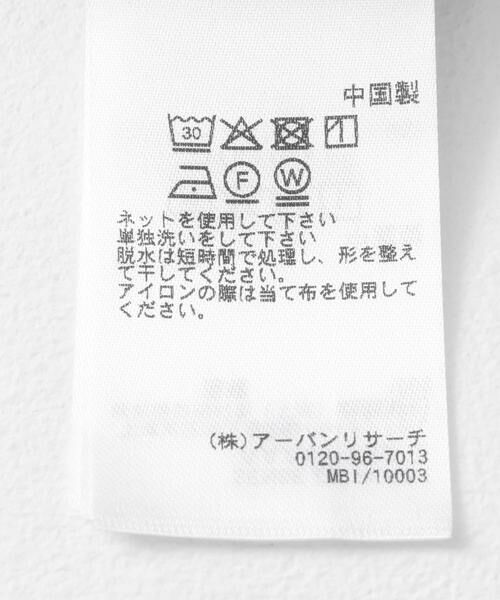 中国製
30
F W
ネットを使用して下さい
単独洗いをして下さい
脱水は短時間で処理し、形を整え
て干してください。
アイロンの際は当て布を使用して
ください。
(株)アーバンリサーチ
0120-96-7013
MBI/10003